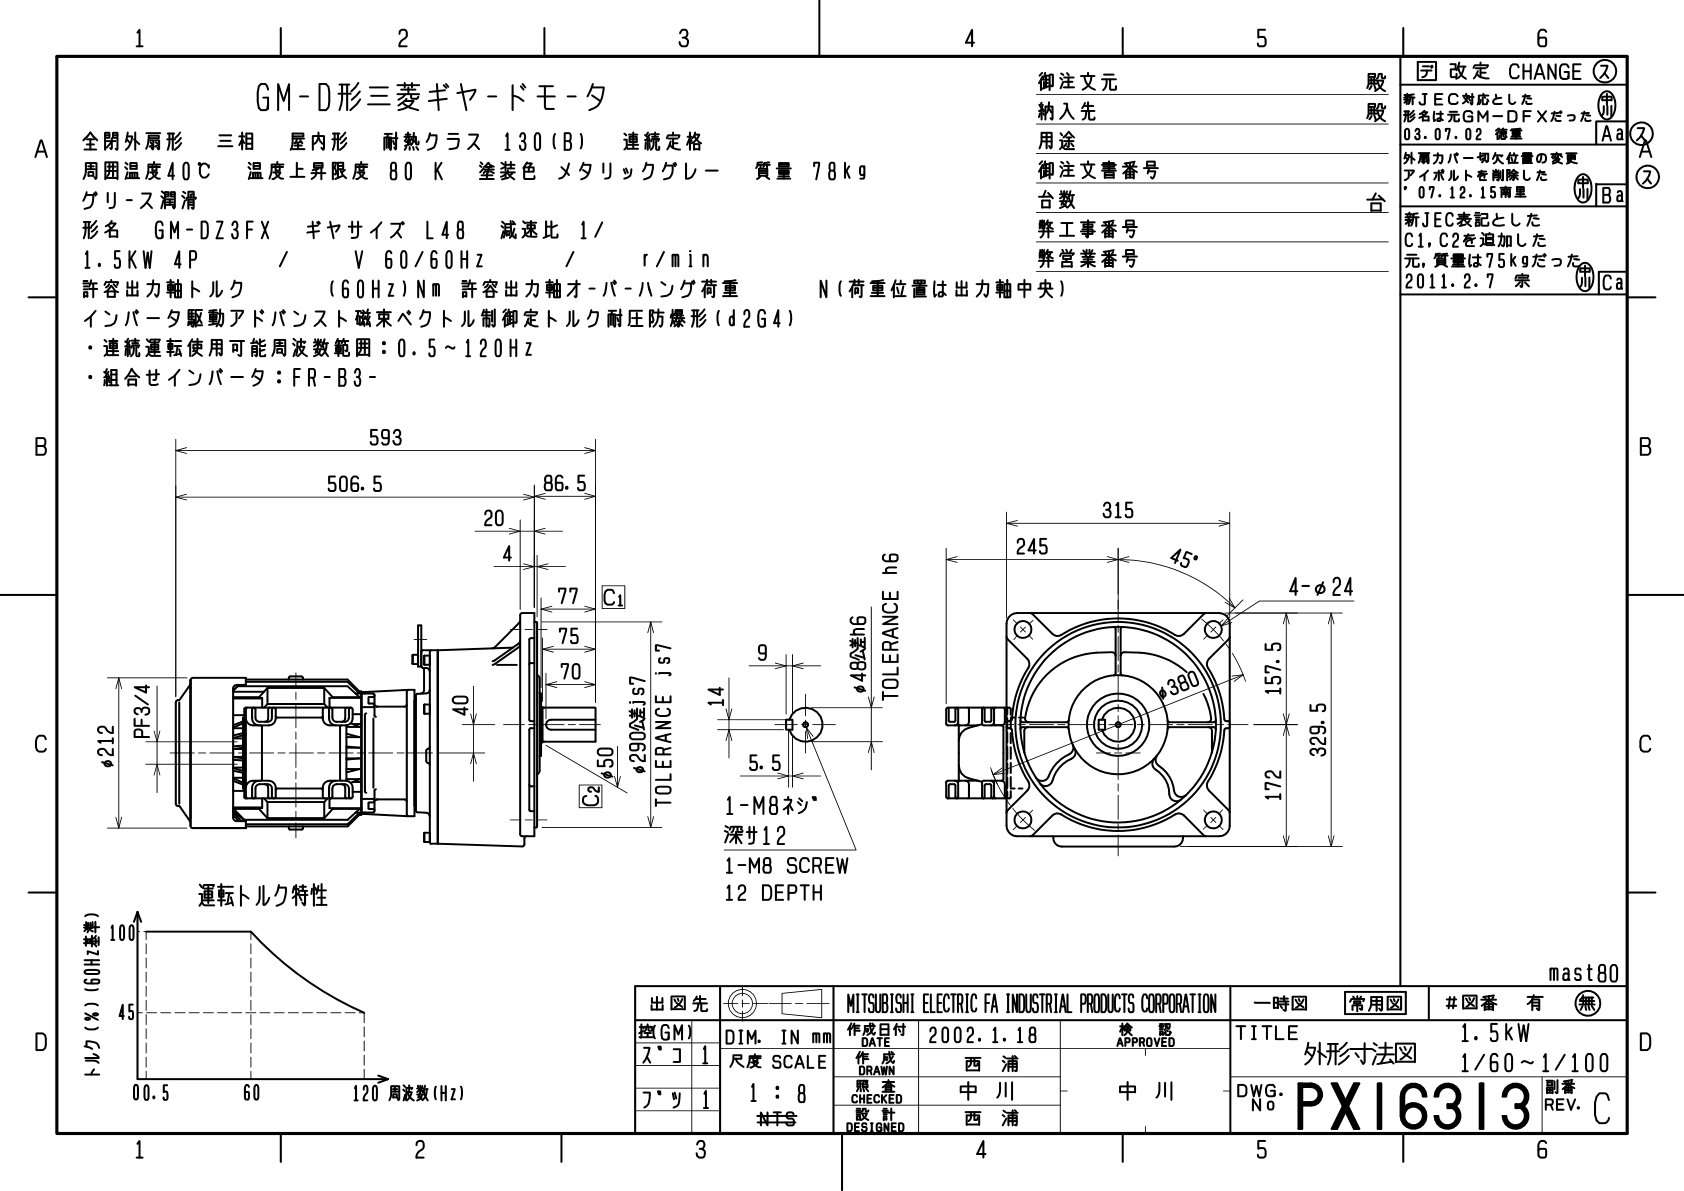 1 2 3 4 5 6
GM-D形三菱ギヤードモータ
全閉外扇形 三相 屋内形 耐熱クラス 130(B) 連続定格
周囲温度40℃ 温度上昇限度 80 K 塗装色 メタリックグレー 質量 78kg
グリース潤滑
形名 GM-DZ3FX ギヤサイズ L48 減速比 1/
1.5KW 4P / V 60/60Hz / r/min
許容出力軸トルク (60Hz)Nm 許容出力軸オーバーハング荷重 N(荷重位置は出力軸中央)
インバータ駆動アドバンスト磁束ベクトル制御定トルク耐圧防爆形(d2G4)
・連続運転使用可能周波数範囲：0.5～120Hz
・組合せインバータ：FR-B3-
御注文元 殿
納入先 殿
用途
御注文書番号
台数 台
弊工事番号
弊営業番号
デ 改定 CHANGE ス
新JEC対応とした
形名は元GM-DFXだった
03.07.02 徳重 Aa ス
外扇カバー切欠位置の変更
アイボルトを削除した ス
'07.12.15南里 Ba
新JEC表記とした
C1,C2を追加した
元,質量は75kgだった
2011.2.7 宗 Ca
A A
B B
C C
D D
593
506.5 86.5
20
4
77 C1
75
70
φ212
PF3/4
40
φ50
C2
φ290公差js7
TOLERANCE js7
9
14
5.5
φ48公差h6
TOLERANCE h6
1-M8ネジ
深サ12
1-M8 SCREW
12 DEPTH
315
245 45°
4-φ24
φ380
157.5
172
329.5
運転トルク特性
トルク(%)(60Hz基準)
100
45
0 0.5 60 120 周波数(Hz)
mast80
出図先
控(GM)
ズコ 1
ブツ 1
DIM. IN mm
尺度 SCALE
1 : 8
NTS
MITSUBISHI ELECTRIC FA INDUSTRIAL PRODUCTS CORPORATION
作成日付 DATE 2002.1.18
検認 APPROVED
作成 DRAWN 西浦
照査 CHECKED 中川 中川
設計 DESIGNED 西浦
一時図 常用図 #図番 有 無
TITLE 1.5kW
外形寸法図 1/60～1/100
DWG. No PX16313 副番 REV. C
1 2 3 4 5 6